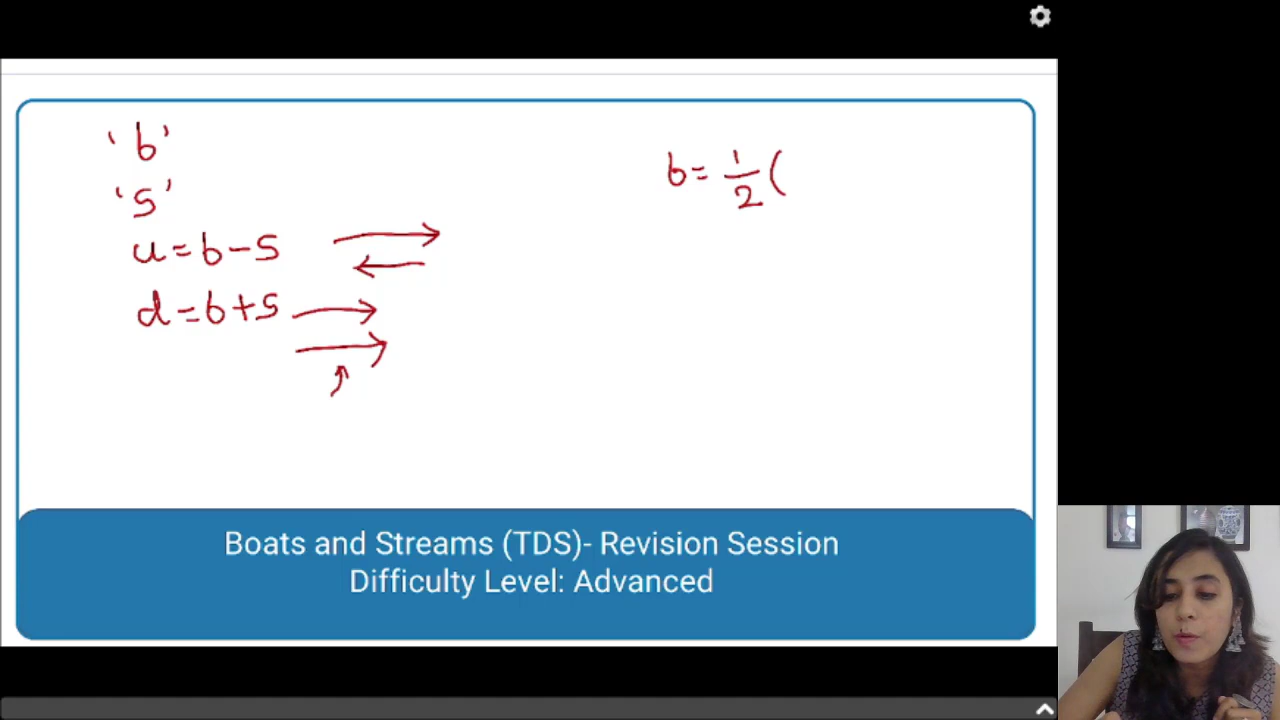 'b'
's'
u=b-s
d=b+s
b=1/2(
Boats and Streams (TDS)- Revision Session
Difficulty Level: Advanced